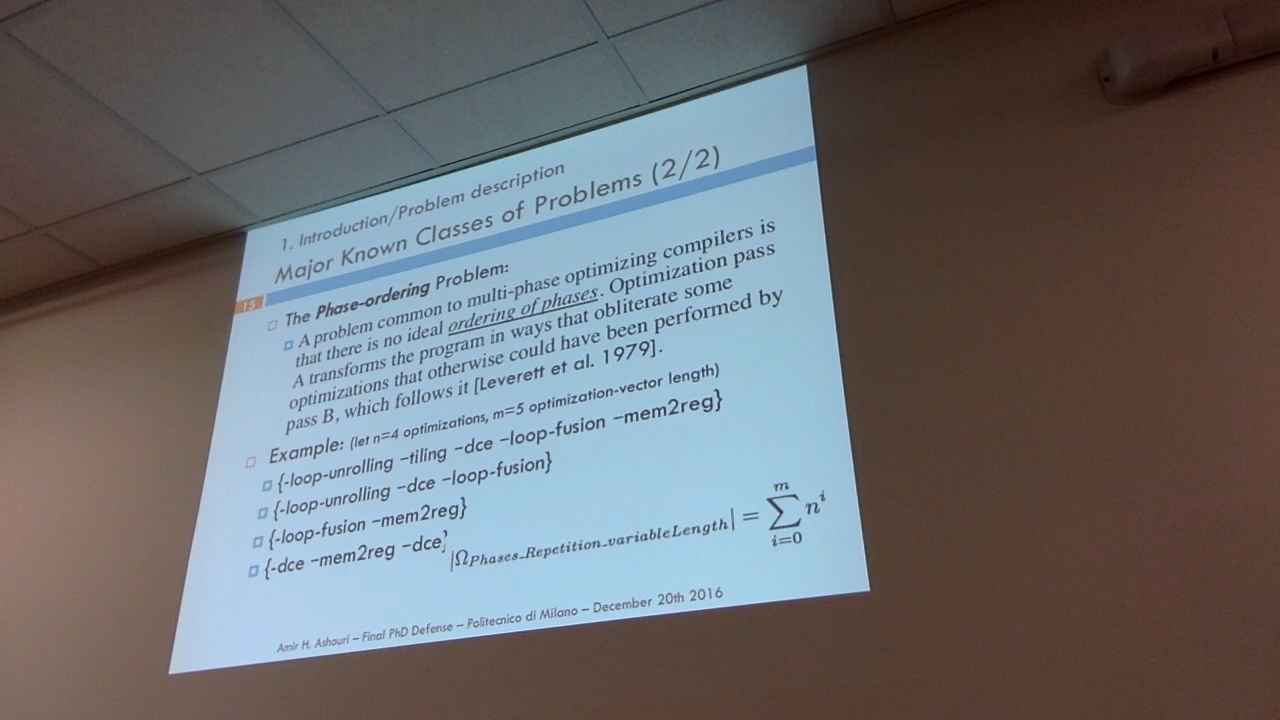 1. Introduction/Problem description
Major Known Classes of Problems (2/2)
15
The Phase-ordering Problem:
A problem common to multi-phase optimizing compilers is
that there is no ideal ordering of phases. Optimization pass
A transforms the program in ways that obliterate some
optimizations that otherwise could have been performed by
pass B, which follows it [Leverett et al. 1979].
Example: (let n=4 optimizations, m=5 optimization-vector length)
{-loop-unrolling –tiling –dce –loop-fusion –mem2reg}
{-loop-unrolling –dce –loop-fusion}
{-loop-fusion –mem2reg}
{-dce –mem2reg –dce}
|Ω_{Phases_Repetition_variableLength}| = \sum_{i=0}^{m} n^i
Amir H. Ashouri – Final PhD Defense – Politecnico di Milano – December 20th 2016